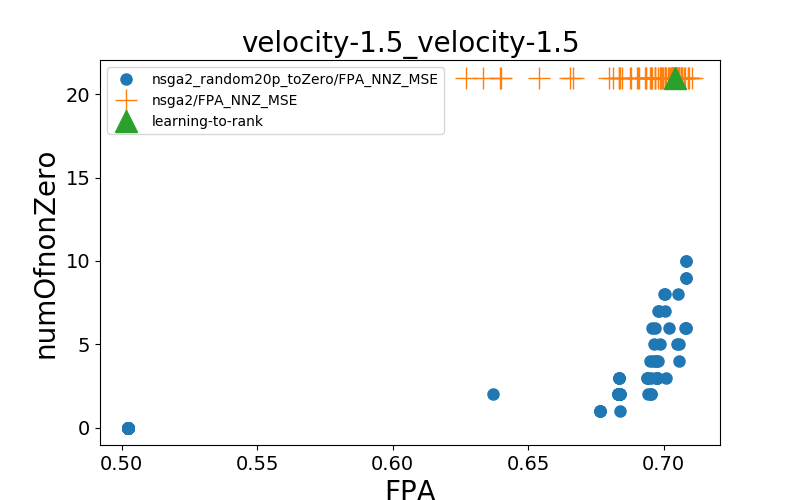 velocity-1.5_velocity-1.5
nsga2_random20p_toZero/FPA_NNZ_MSE
nsga2/FPA_NNZ_MSE
learning-to-rank
numOfnonZero
20
15
10
5
0
0.50
0.55
0.60
0.65
0.70
FPA